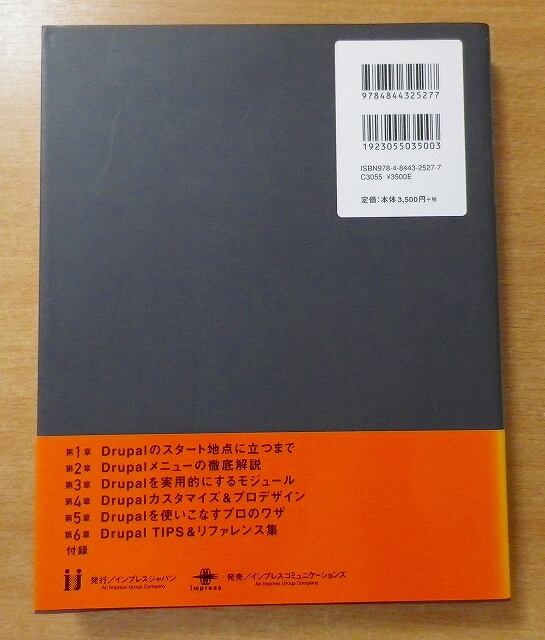 9784844325277
1923055035003
ISBN978-4-8443-2527-7
C3055 ¥3500E
定価：本体3,500円+税
第1章 Drupalのスタート地点に立つまで
第2章 Drupalメニューの徹底解説
第3章 Drupalを実用的にするモジュール
第4章 Drupalカスタマイズ＆プロデザイン
第5章 Drupalを使いこなすプロのワザ
第6章 Drupal TIPS＆リファレンス集
付録
ij 発行／インプレスジャパン
An Impress Group Company
impress 発売／インプレスコミュニケーションズ
An Impress Group Company